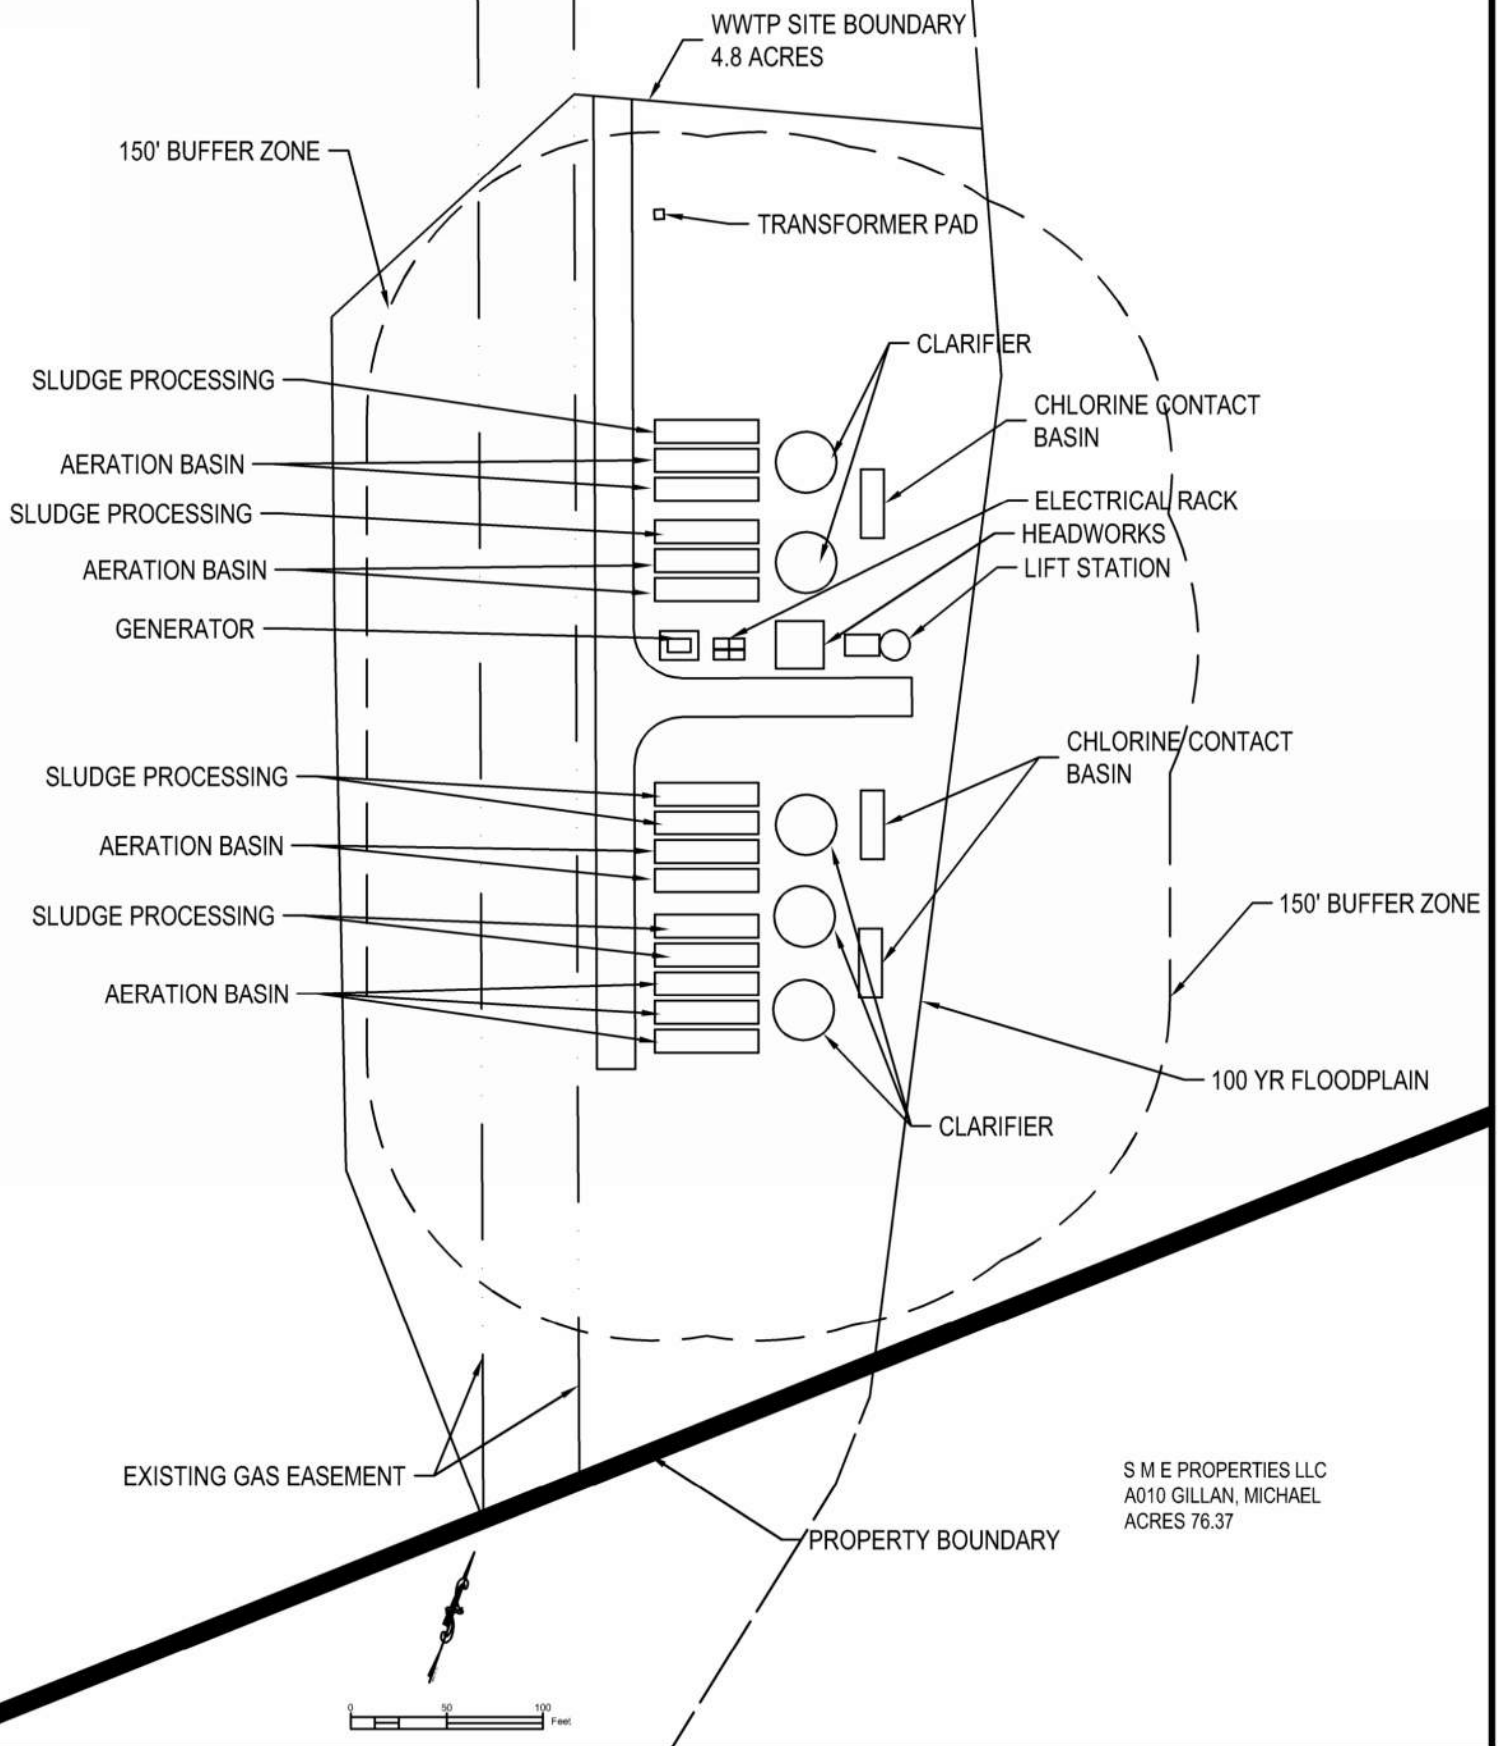 WWTP SITE BOUNDARY
4.8 ACRES
150' BUFFER ZONE
TRANSFORMER PAD
CLARIFIER
SLUDGE PROCESSING
CHLORINE CONTACT
BASIN
AERATION BASIN
ELECTRICAL RACK
SLUDGE PROCESSING
HEADWORKS
LIFT STATION
AERATION BASIN
GENERATOR
CHLORINE CONTACT
BASIN
SLUDGE PROCESSING
AERATION BASIN
150' BUFFER ZONE
SLUDGE PROCESSING
AERATION BASIN
100 YR FLOODPLAIN
CLARIFIER
EXISTING GAS EASEMENT
S M E PROPERTIES LLC
A010 GILLAN, MICHAEL
ACRES 76.37
PROPERTY BOUNDARY
0 50 100
Feet